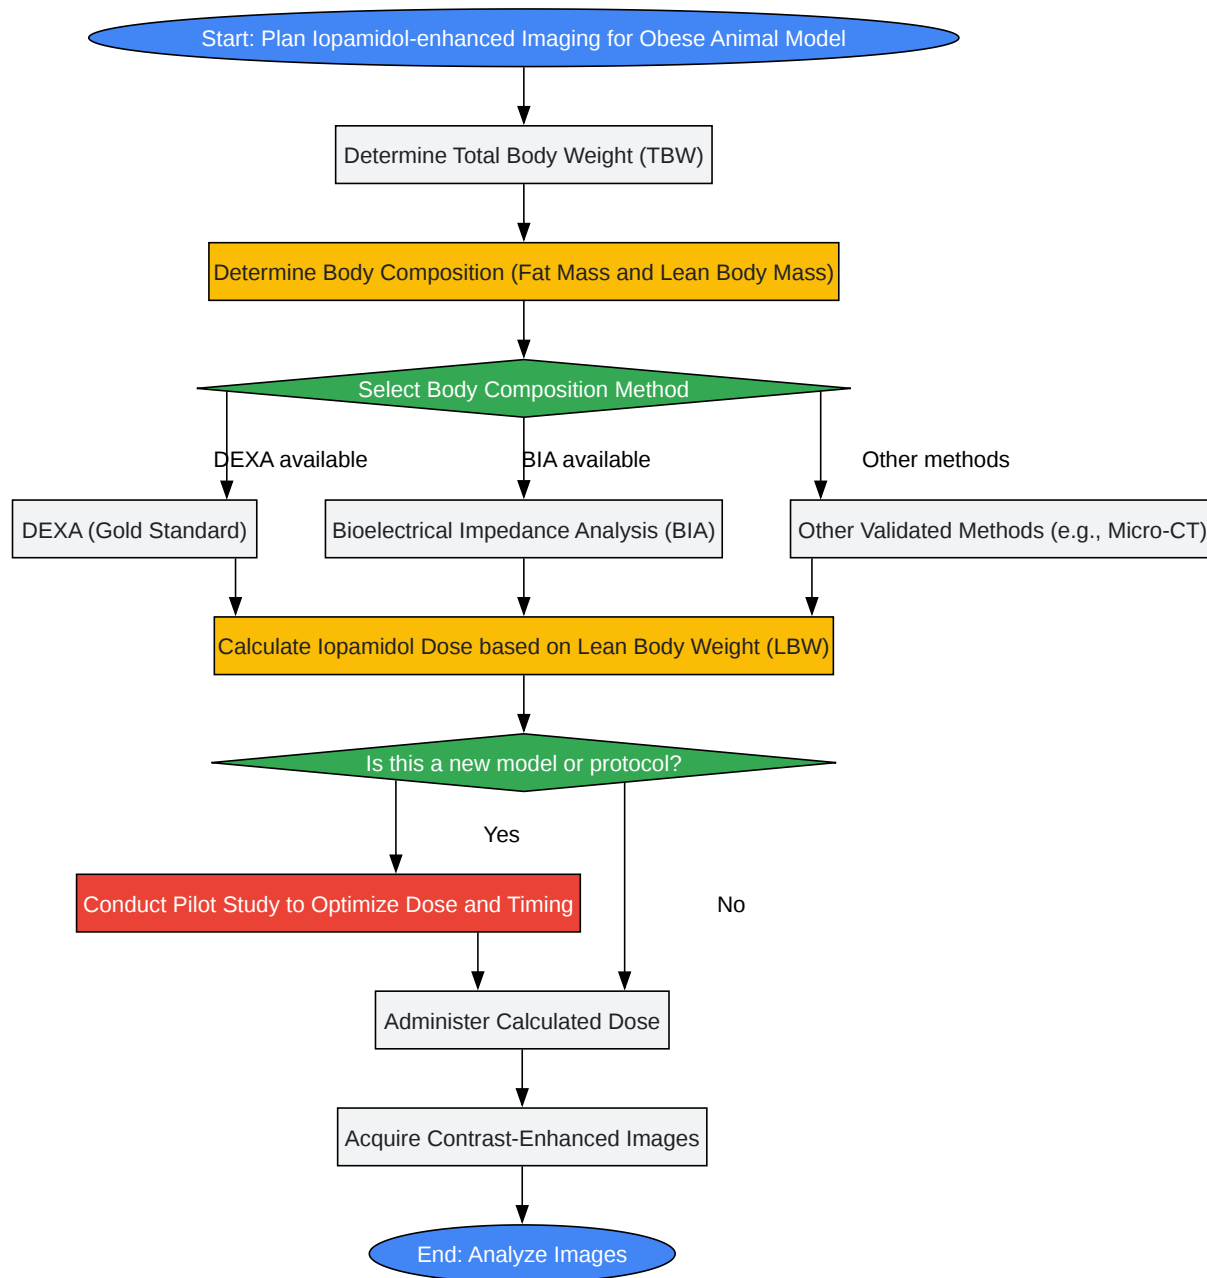 Start: Plan Iopamidol-enhanced Imaging for Obese Animal Model
Determine Total Body Weight (TBW)
Determine Body Composition (Fat Mass and Lean Body Mass)
Select Body Composition Method
DEXA available
BIA available
Other methods
DEXA (Gold Standard)
Bioelectrical Impedance Analysis (BIA)
Other Validated Methods (e.g., Micro-CT)
Calculate Iopamidol Dose based on Lean Body Weight (LBW)
Is this a new model or protocol?
Yes
Conduct Pilot Study to Optimize Dose and Timing
No
Administer Calculated Dose
Acquire Contrast-Enhanced Images
End: Analyze Images